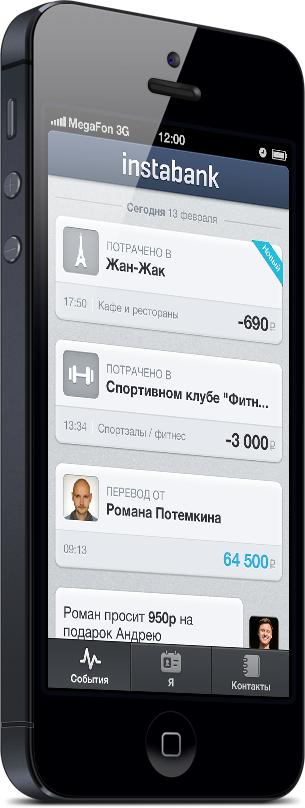 MegaFon 3G 12:00
instabank
Сегодня 13 февраля
Новый
ПОТРАЧЕНО В
Жан-Жак
17:50 Кафе и рестораны -690₽
ПОТРАЧЕНО В
Спортивном клубе "Фитн...
13:34 Спортзалы / фитнес -3 000₽
ПЕРЕВОД ОТ
Романа Потемкина
09:13 64 500₽
Роман просит 950р на
подарок Андрею
События Я Контакты